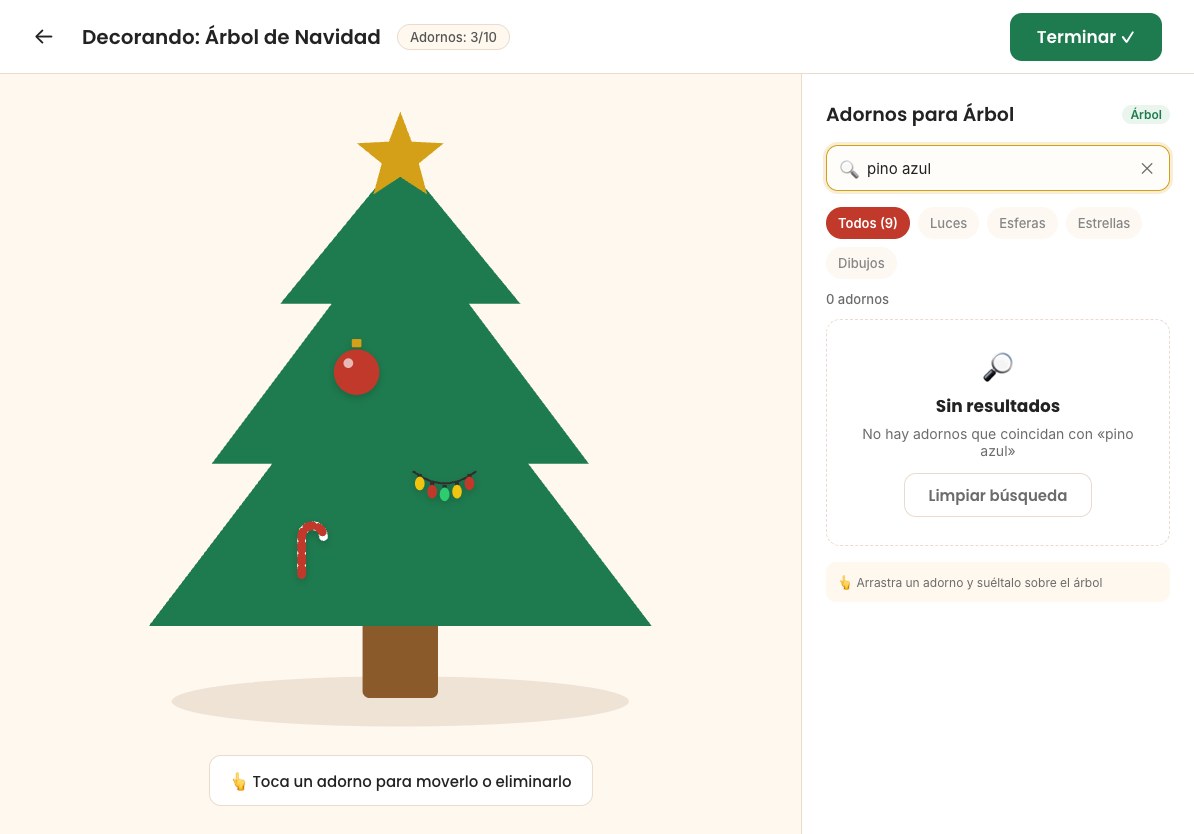 Decorando: Árbol de Navidad
Adornos: 3/10
Terminar ✓
Adornos para Árbol
Árbol
pino azul
Todos (9)
Luces
Esferas
Estrellas
Dibujos
0 adornos
Sin resultados
No hay adornos que coincidan con «pino
azul»
Limpiar búsqueda
Arrastra un adorno y suéltalo sobre el árbol
Toca un adorno para moverlo o eliminarlo